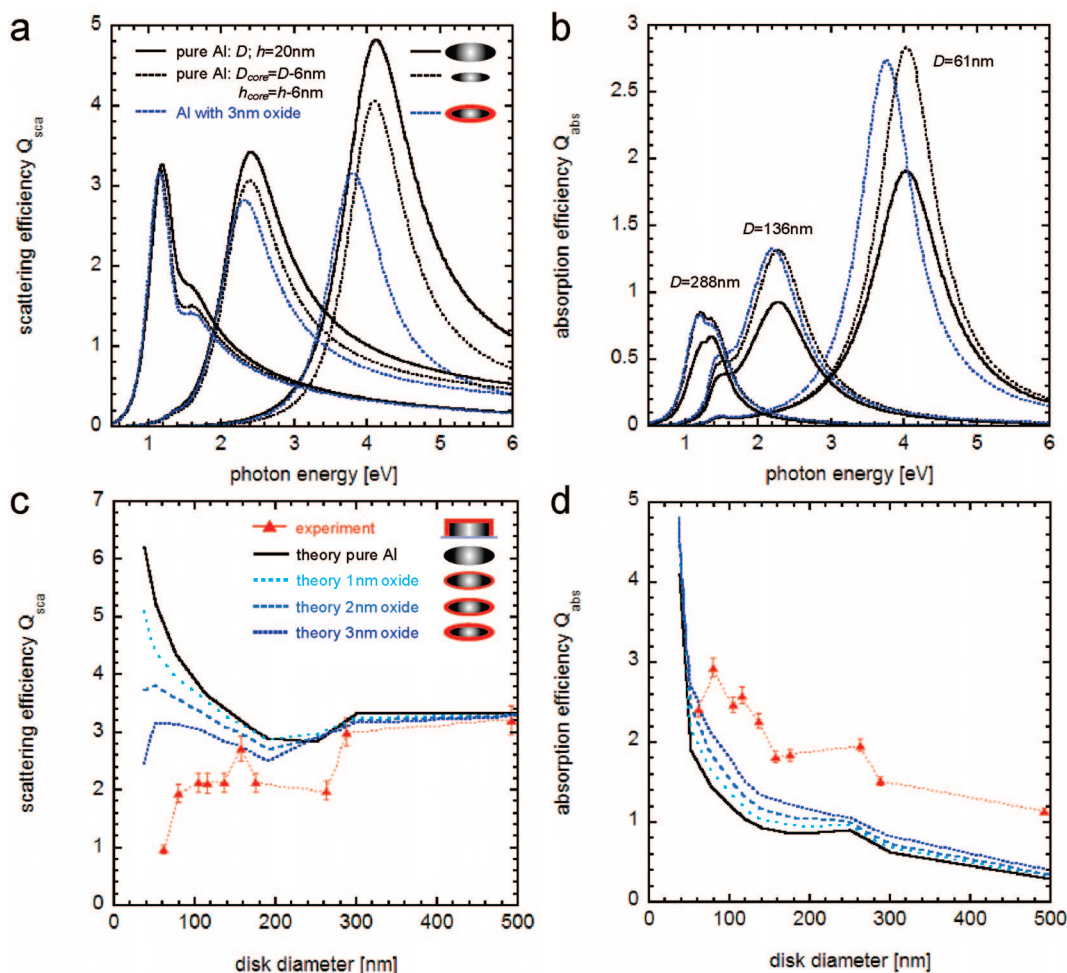 a
5
4
3
2
1
0
scattering efficiency Q_sca
pure Al: D; h=20nm
pure Al: D_core=D-6nm
h_core=h-6nm
Al with 3nm oxide
1 2 3 4 5 6
photon energy [eV]
b
3
2.5
2
1.5
1
0.5
0
absorption efficiency Q_abs
D=61nm
D=136nm
D=288nm
1 2 3 4 5 6
photon energy [eV]
c
7
6
5
4
3
2
1
0
scattering efficiency Q_sca
experiment
theory pure Al
theory 1nm oxide
theory 2nm oxide
theory 3nm oxide
0 100 200 300 400 500
disk diameter [nm]
d
5
4
3
2
1
0
absorption efficiency Q_abs
0 100 200 300 400 500
disk diameter [nm]